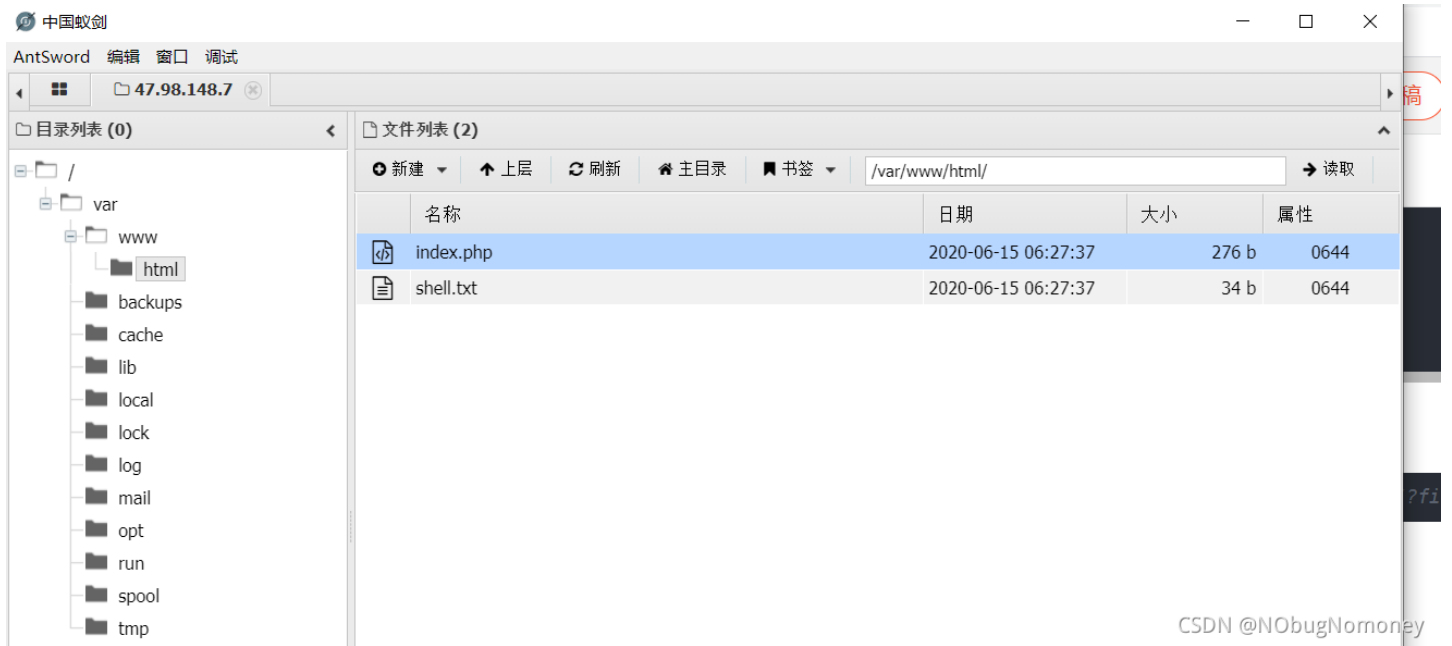 中国蚁剑
AntSword 编辑 窗口 调试
47.98.148.7
稿
目录列表 (0)
文件列表 (2)
新建 上层 刷新 主目录 书签 /var/www/html/ 读取
名称 日期 大小 属性
index.php 2020-06-15 06:27:37 276 b 0644
shell.txt 2020-06-15 06:27:37 34 b 0644
/
var
www
html
backups
cache
lib
local
lock
log
mail
opt
run
spool
tmp
?fi
CSDN @NObugNomoney